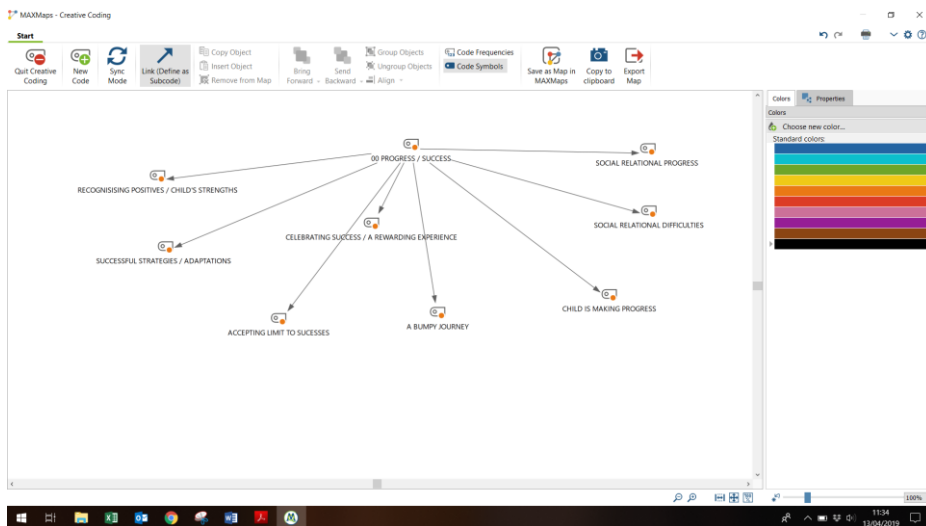 MAXMaps - Creative Coding
Start
Quit Creative Coding
New Code
Sync Mode
Link (Define as Subcode)
Copy Object
Insert Object
Remove from Map
Bring Forward
Send Backward
Group Objects
Ungroup Objects
Align
Code Frequencies
Code Symbols
Save as Map in MAXMaps
Copy to clipboard
Export Map
Colors
Properties
Colors
Choose new color...
Standard colors:
00 PROGRESS / SUCCESS
SOCIAL RELATIONAL PROGRESS
RECOGNISISING POSITIVES / CHILD'S STRENGTHS
SOCIAL RELATIONAL DIFFICULTIES
CELEBRATING SUCCESS / A REWARDING EXPERIENCE
SUCCESSFUL STRATEGIES / ADAPTATIONS
CHILD IS MAKING PROGRESS
ACCEPTING LIMIT TO SUCESSES
A BUMPY JOURNEY
100%
11:34
13/04/2019